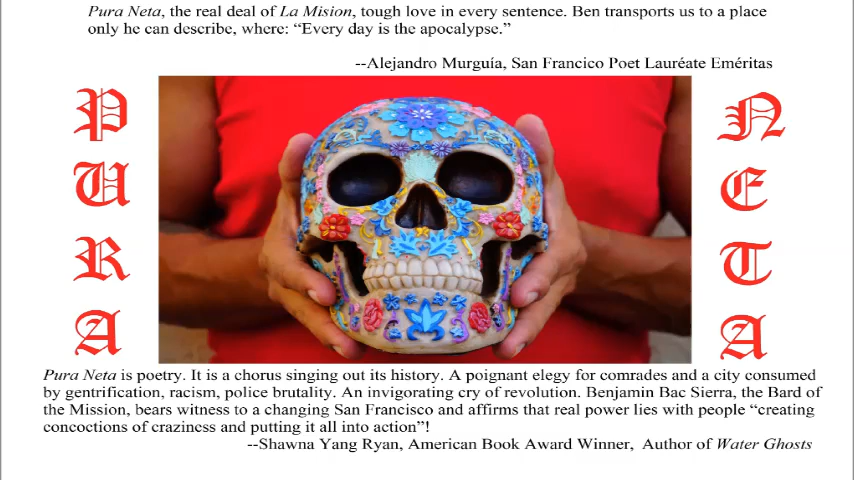 Pura Neta, the real deal of La Mision, tough love in every sentence. Ben transports us to a place
only he can describe, where: “Every day is the apocalypse.”
--Alejandro Murguía, San Francico Poet Lauréate Eméritas
PURA
NETA
Pura Neta is poetry. It is a chorus singing out its history. A poignant elegy for comrades and a city consumed
by gentrification, racism, police brutality. An invigorating cry of revolution. Benjamin Bac Sierra, the Bard of
the Mission, bears witness to a changing San Francisco and affirms that real power lies with people “creating
concoctions of craziness and putting it all into action”!
--Shawna Yang Ryan, American Book Award Winner, Author of Water Ghosts